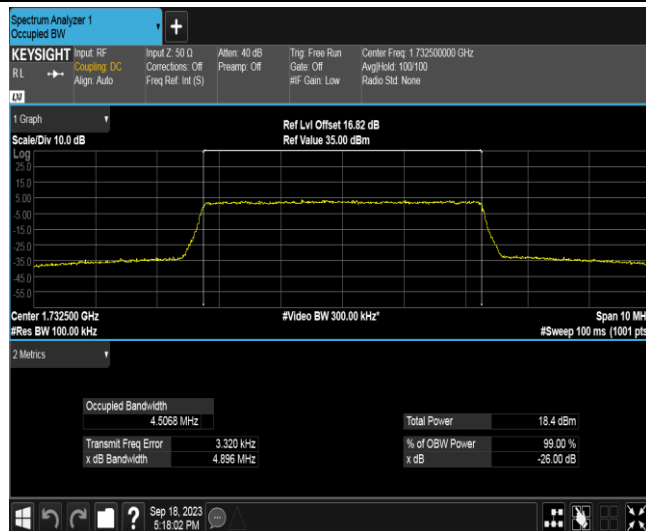 Spectrum Analyzer 1
Occupied BW
+
KEYSIGHT
RL
Input: RF
Coupling: DC
Align: Auto
Input Z: 50 Ω
Corrections: Off
Freq Ref: Int (S)
Atten: 40 dB
Preamp: Off
Trig: Free Run
Gate: Off
#IF Gain: Low
Center Freq: 1.732500000 GHz
Avg|Hold: 100/100
Radio Std: None
1 Graph
Scale/Div 10.0 dB
Ref Lvl Offset 16.82 dB
Ref Value 35.00 dBm
Log
25.0
15.0
5.00
-5.00
-15.0
-25.0
-35.0
-45.0
-55.0
Center 1.732500 GHz
#Res BW 100.00 kHz
#Video BW 300.00 kHz*
Span 10 MH
#Sweep 100 ms (1001 pts
2 Metrics
Occupied Bandwidth
4.5068 MHz
Transmit Freq Error 3.320 kHz
x dB Bandwidth 4.896 MHz
Total Power 18.4 dBm
% of OBW Power 99.00 %
x dB -26.00 dB
?
Sep 18, 2023
5:18:02 PM